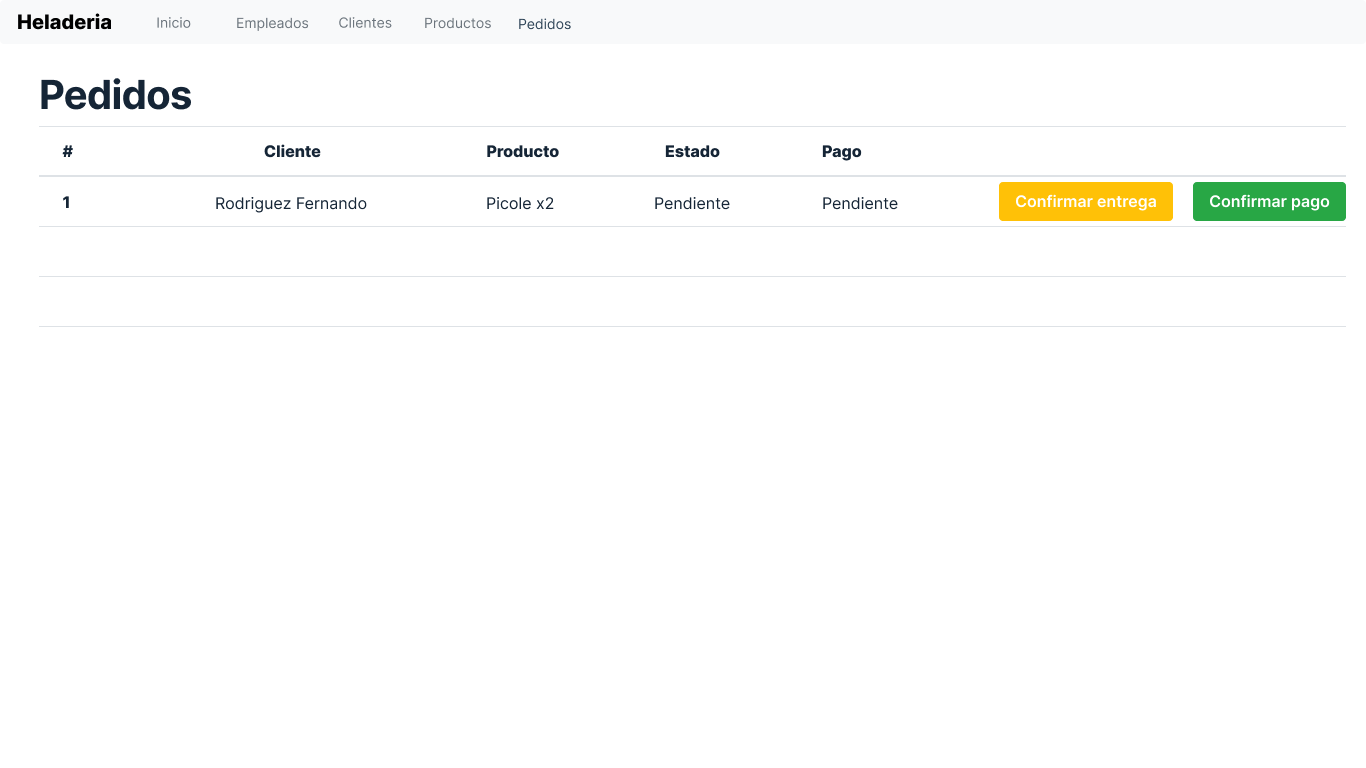 Heladeria Inicio Empleados Clientes Productos Pedidos
Pedidos
# Cliente Producto Estado Pago
1 Rodriguez Fernando Picole x2 Pendiente Pendiente Confirmar entrega Confirmar pago